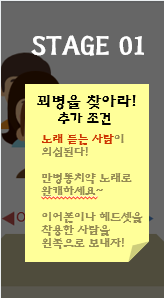 STAGE 01
꾀병을 찾아라!
추가 조건
노래 듣는 사람이
의심된다!
만병통치약 노래로
완캐하세요~
이어폰이나 헤드셋을
착용한 사람을
왼쪽으로 보내자!